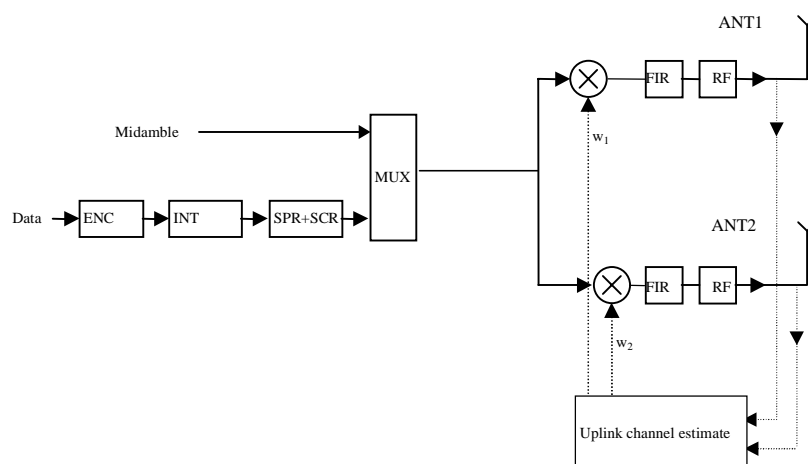 ANT1
FIR
RF
Midamble
w1
MUX
Data
ENC
INT
SPR+SCR
ANT2
FIR
RF
w2
Uplink channel estimate